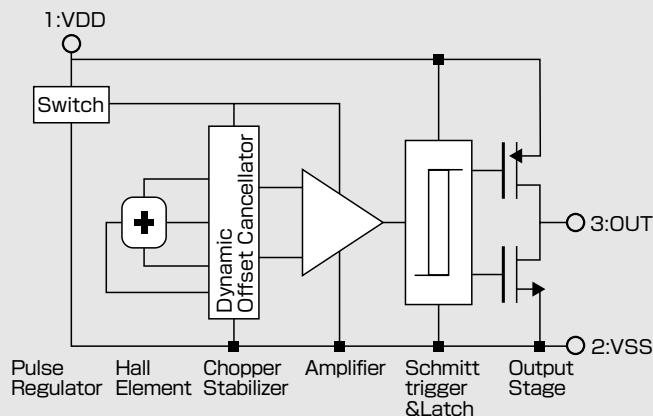 1:VDD
Switch
Dynamic
Offset Cancellator
3:OUT
2:VSS
Pulse
Regulator
Hall
Element
Chopper
Stabilizer
Amplifier
Schmitt
trigger
&Latch
Output
Stage